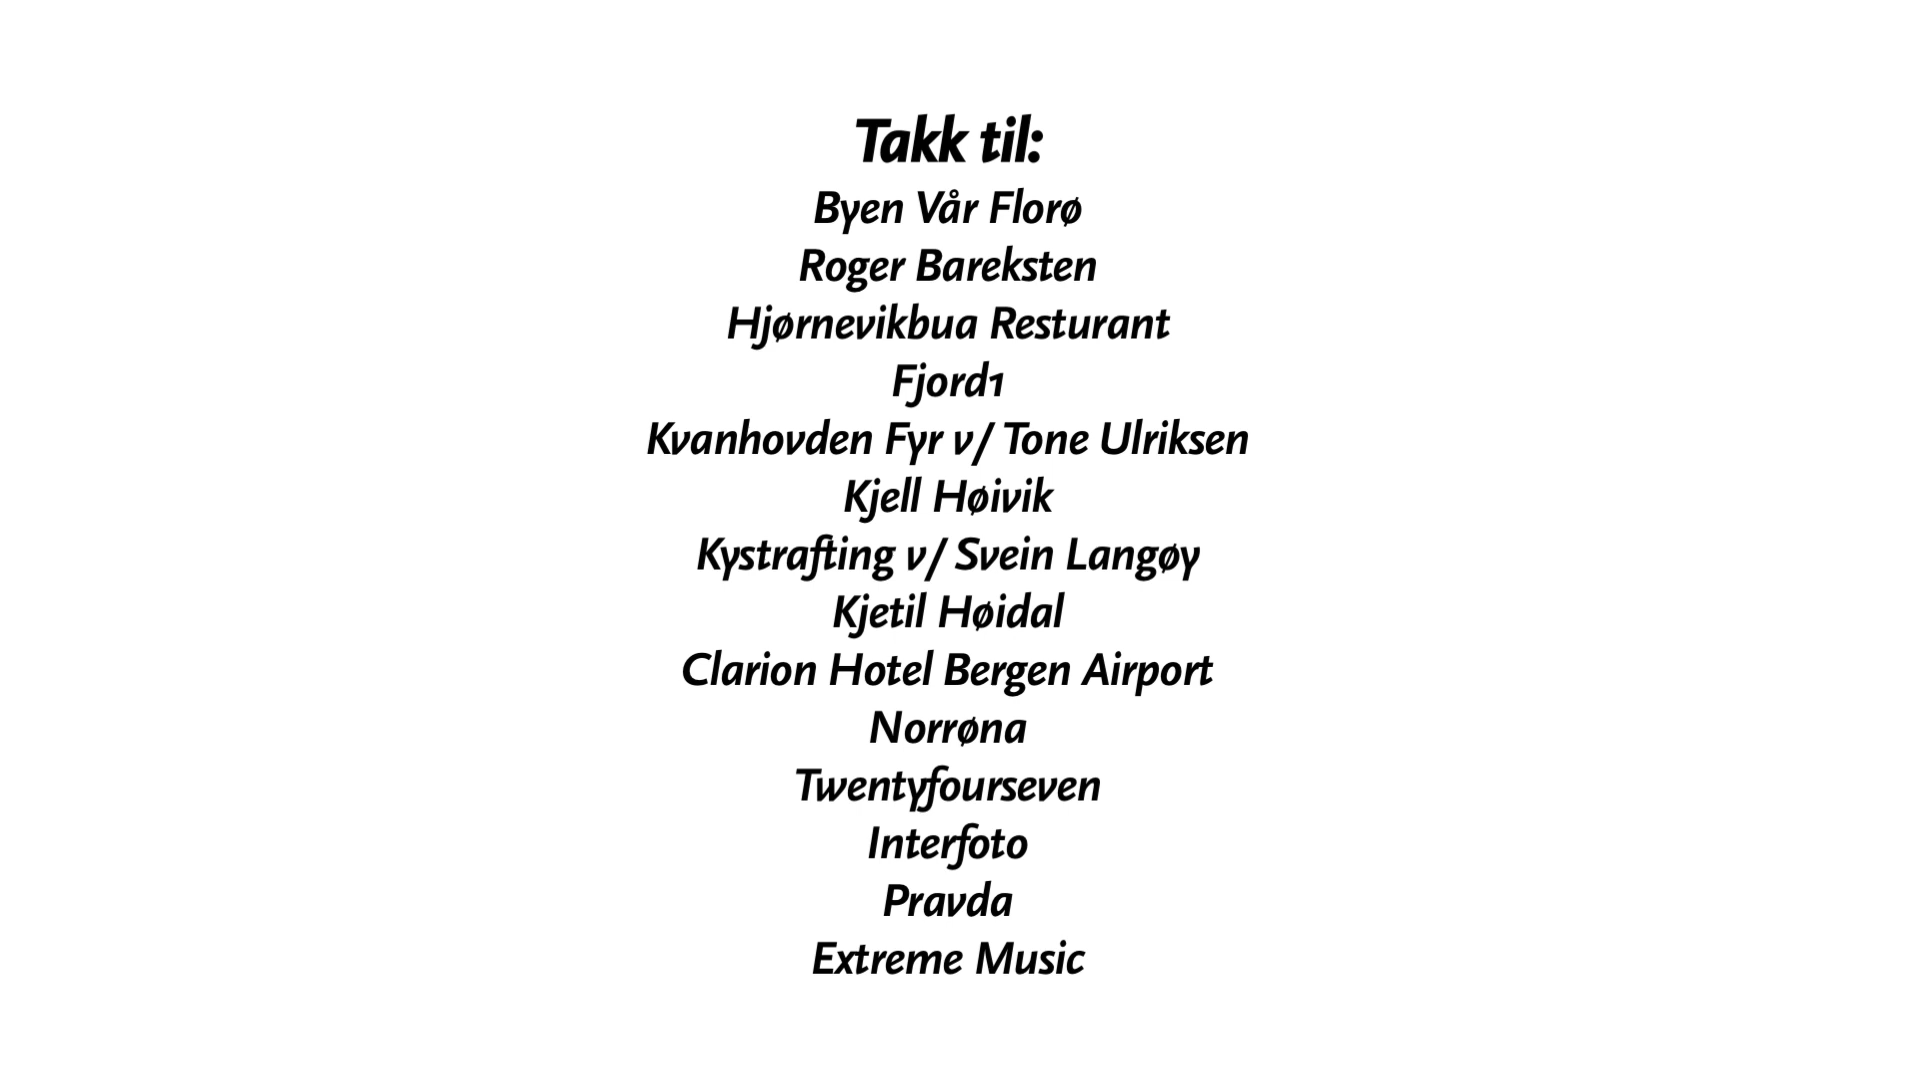 Takk til:
Byen Vår Florø
Roger Bareksten
Hjørnevikbua Resturant
Fjord1
Kvanhovden Fyr v/ Tone Ulriksen
Kjell Høivik
Kystrafting v/ Svein Langøy
Kjetil Høidal
Clarion Hotel Bergen Airport
Norrøna
Twentyfourseven
Interfoto
Pravda
Extreme Music